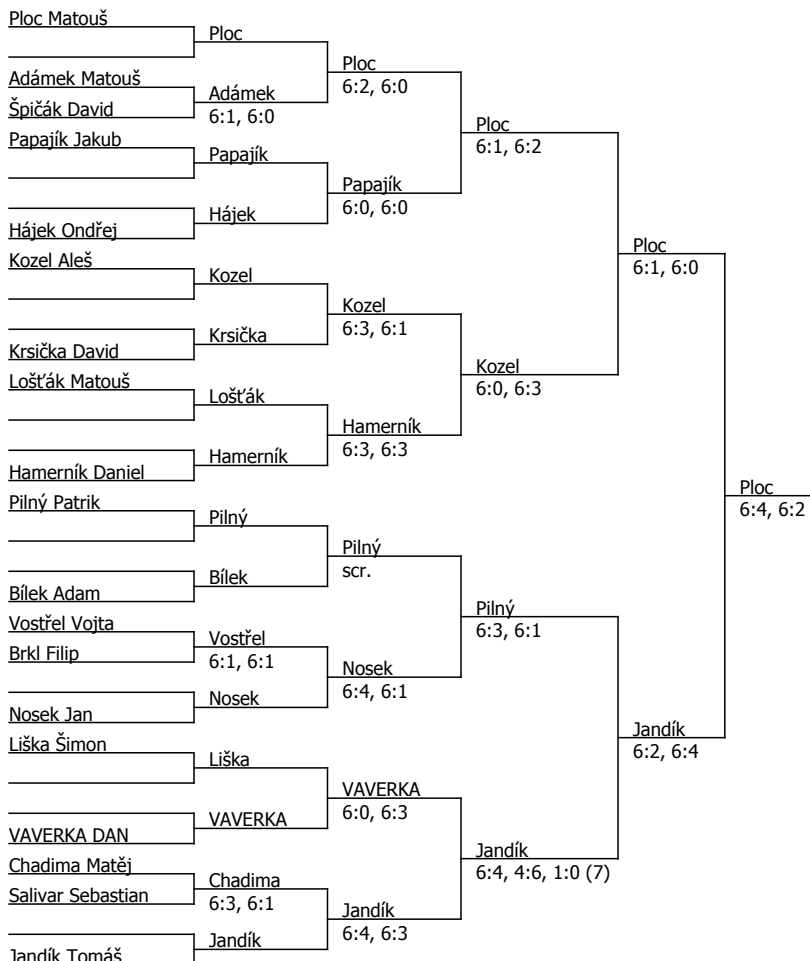 Ploc Matouš
Adámek Matouš
Špičák David
Papajík Jakub
Hájek Ondřej
Kozel Aleš
Krsička David
Lošťák Matouš
Hamerník Daniel
Pilný Patrik
Bílek Adam
Vostřel Vojta
Brkl Filip
Nosek Jan
Liška Šimon
VAVERKA DAN
Chadima Matěj
Salivar Sebastian
Jandík Tomáš
Ploc
Adámek
6:1, 6:0
Papajík
Hájek
Kozel
Krsička
Lošťák
Hamerník
Pilný
Bílek
Vostřel
6:1, 6:1
Nosek
Liška
VAVERKA
Chadima
6:3, 6:1
Jandík
Ploc
6:2, 6:0
Papajík
6:0, 6:0
Kozel
6:3, 6:1
Hamerník
6:3, 6:3
Pilný
scr.
Nosek
6:4, 6:1
VAVERKA
6:0, 6:3
Jandík
6:4, 6:3
Ploc
6:1, 6:2
Kozel
6:0, 6:3
Pilný
6:3, 6:1
Jandík
6:4, 4:6, 1:0 (7)
Ploc
6:1, 6:0
Jandík
6:2, 6:4
Ploc
6:4, 6:2